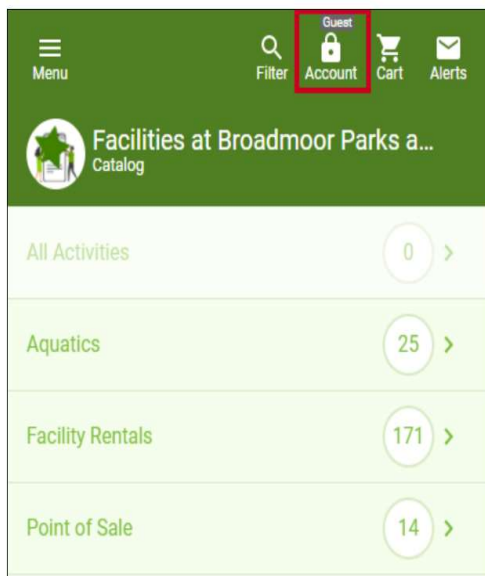 Guest
Menu
Filter
Account
Cart
Alerts
Facilities at Broadmoor Parks a...
Catalog
All Activities
0
Aquatics
25
Facility Rentals
171
Point of Sale
14